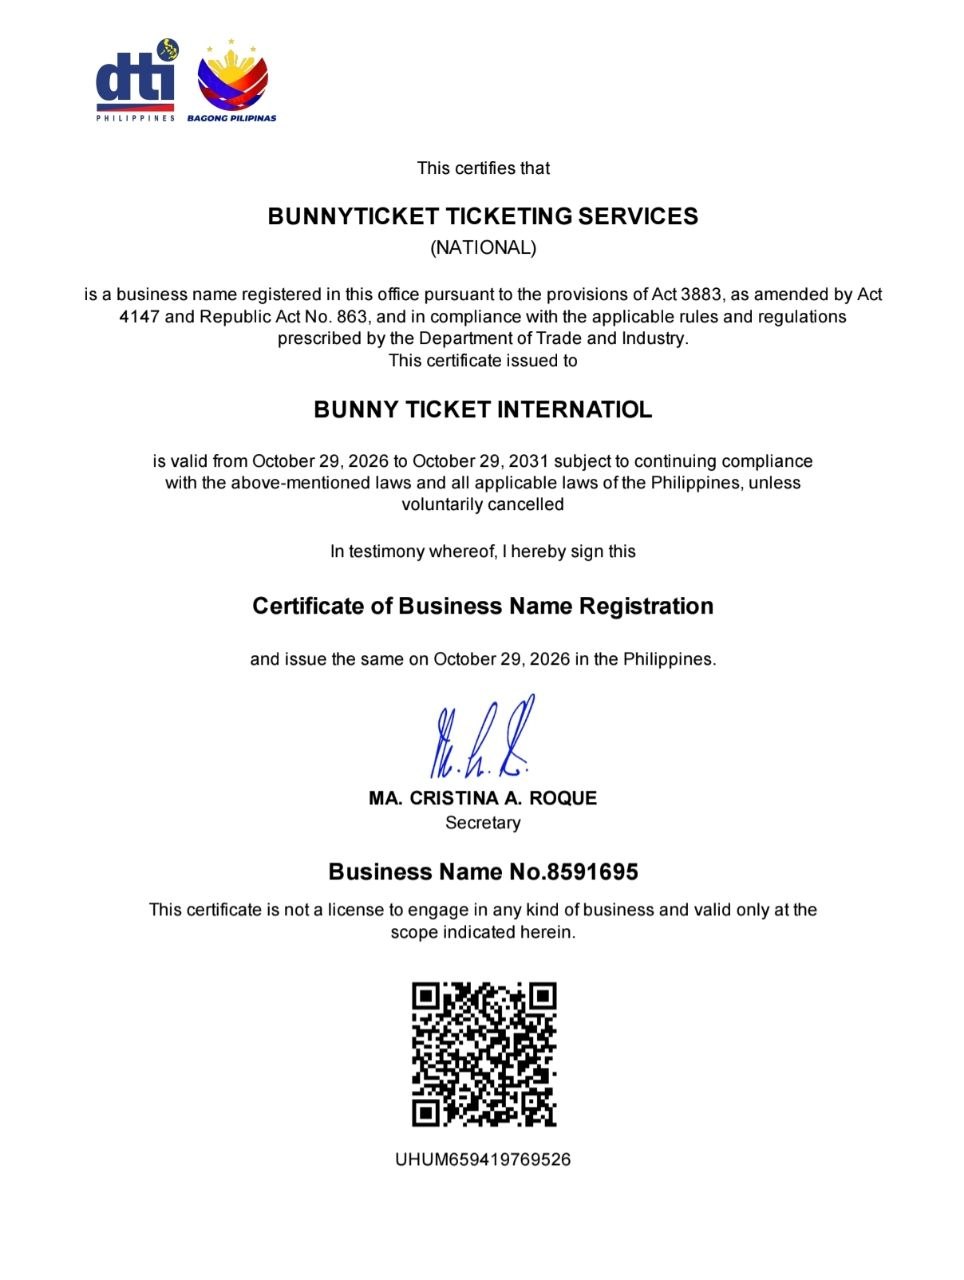 dti
PHILIPPINES
BAGONG PILIPINAS
This certifies that
BUNNYTICKET TICKETING SERVICES
(NATIONAL)
is a business name registered in this office pursuant to the provisions of Act 3883, as amended by Act
4147 and Republic Act No. 863, and in compliance with the applicable rules and regulations
prescribed by the Department of Trade and Industry.
This certificate issued to
BUNNY TICKET INTERNATIOL
is valid from October 29, 2026 to October 29, 2031 subject to continuing compliance
with the above-mentioned laws and all applicable laws of the Philippines, unless
voluntarily cancelled
In testimony whereof, I hereby sign this
Certificate of Business Name Registration
and issue the same on October 29, 2026 in the Philippines.
MA. CRISTINA A. ROQUE
Secretary
Business Name No.8591695
This certificate is not a license to engage in any kind of business and valid only at the
scope indicated herein.
UHUM659419769526